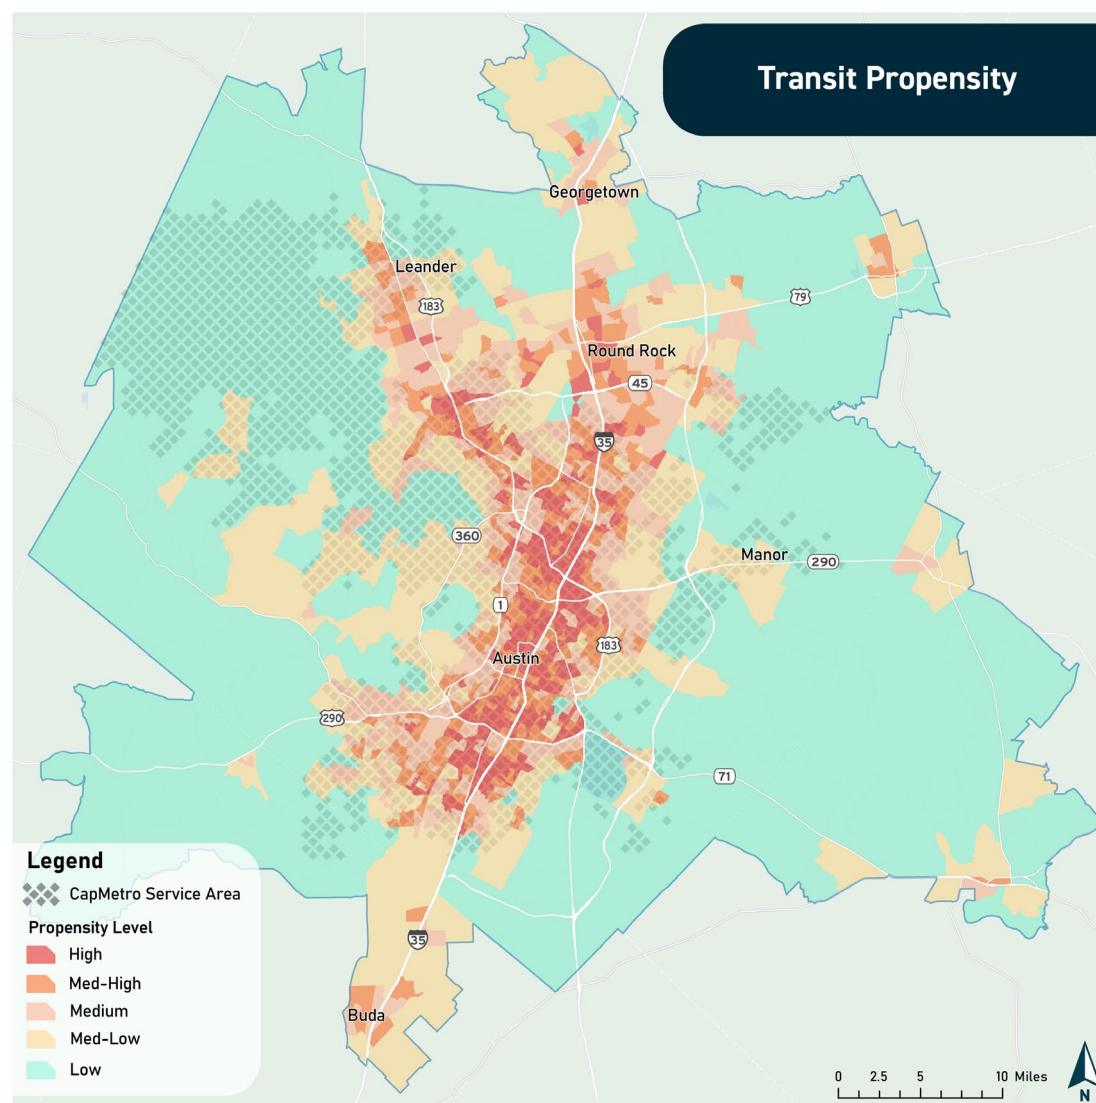 Transit Propensity
Georgetown
Leander
183
79
Round Rock
45
35
360
Manor
290
1
183
Austin
290
71
Legend
CapMetro Service Area
Propensity Level
High
Med-High
Medium
Med-Low
Low
35
Buda
0 2.5 5 10 Miles
N